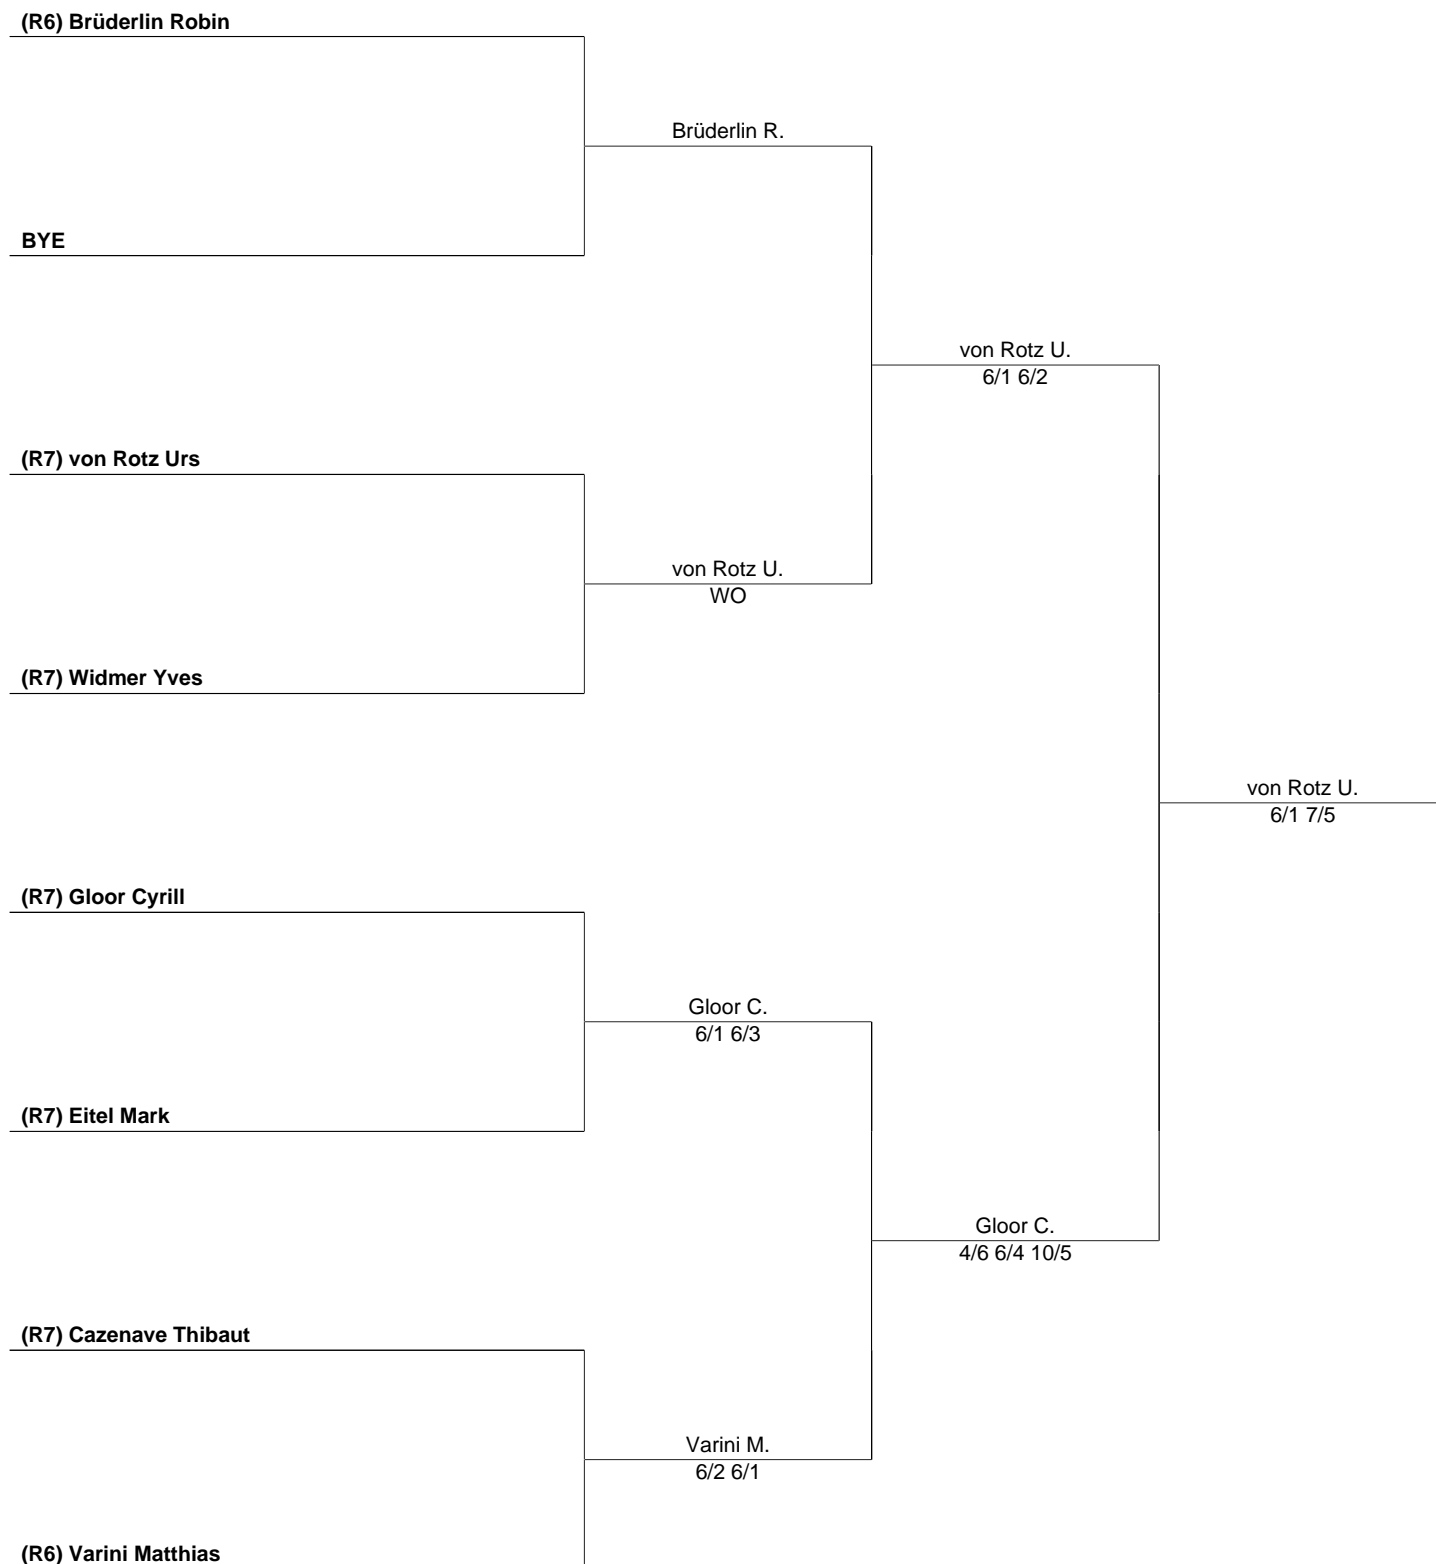 (R6) Brüderlin Robin
Brüderlin R.
BYE
von Rotz U.
6/1 6/2
(R7) von Rotz Urs
von Rotz U.
WO
(R7) Widmer Yves
von Rotz U.
6/1 7/5
(R7) Gloor Cyrill
Gloor C.
6/1 6/3
(R7) Eitel Mark
Gloor C.
4/6 6/4 10/5
(R7) Cazenave Thibaut
Varini M.
6/2 6/1
(R6) Varini Matthias